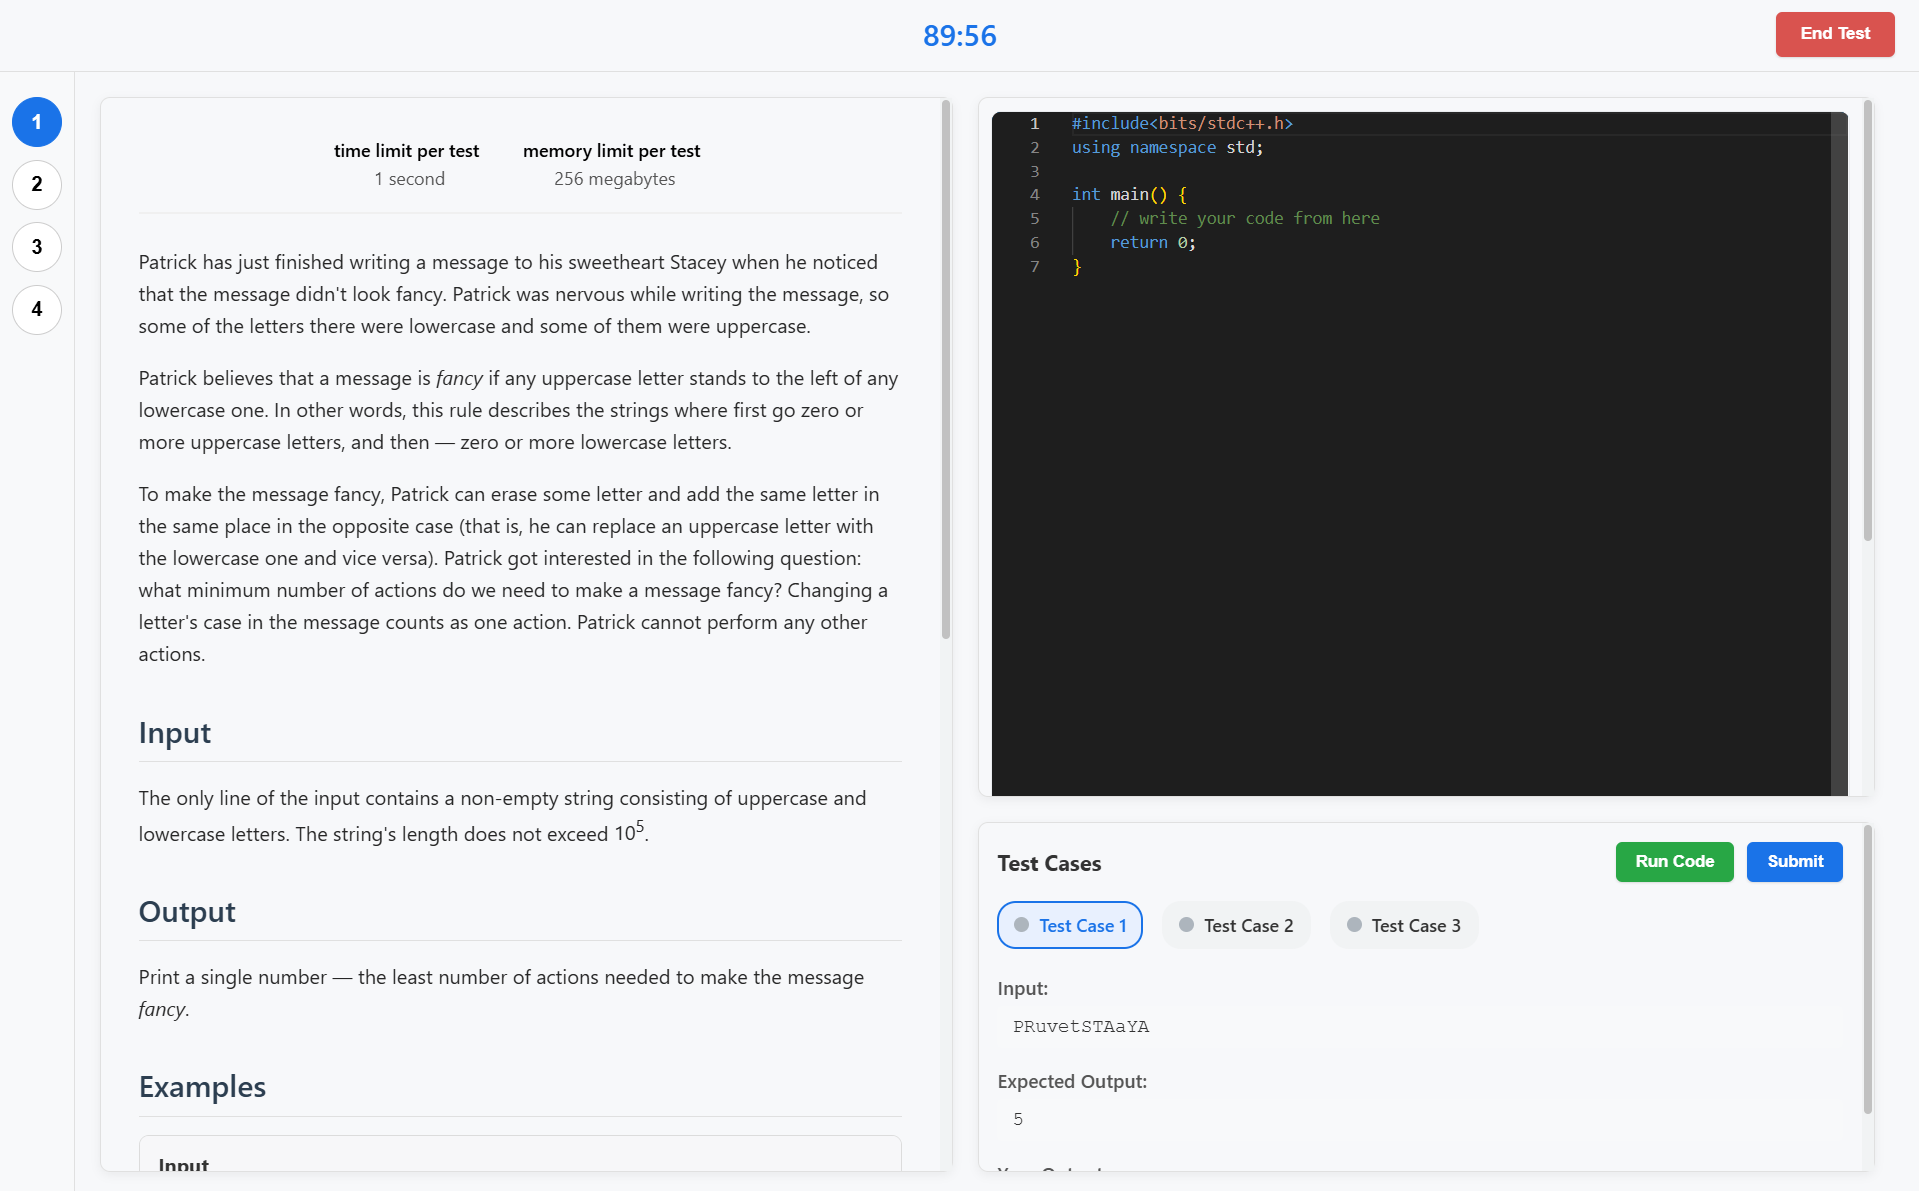 89:56
End Test
1
2
3
4
time limit per test
1 second
memory limit per test
256 megabytes
Patrick has just finished writing a message to his sweetheart Stacey when he noticed
that the message didn't look fancy. Patrick was nervous while writing the message, so
some of the letters there were lowercase and some of them were uppercase.
Patrick believes that a message is fancy if any uppercase letter stands to the left of any
lowercase one. In other words, this rule describes the strings where first go zero or
more uppercase letters, and then — zero or more lowercase letters.
To make the message fancy, Patrick can erase some letter and add the same letter in
the same place in the opposite case (that is, he can replace an uppercase letter with
the lowercase one and vice versa). Patrick got interested in the following question:
what minimum number of actions do we need to make a message fancy? Changing a
letter's case in the message counts as one action. Patrick cannot perform any other
actions.
Input
The only line of the input contains a non-empty string consisting of uppercase and
lowercase letters. The string's length does not exceed 10^5.
Output
Print a single number — the least number of actions needed to make the message
fancy.
Examples
Input
1 #include<bits/stdc++.h>
2 using namespace std;
3
4 int main() {
5 // write your code from here
6 return 0;
7 }
Test Cases
Run Code
Submit
Test Case 1
Test Case 2
Test Case 3
Input:
PRuvetSTAaYA
Expected Output:
5